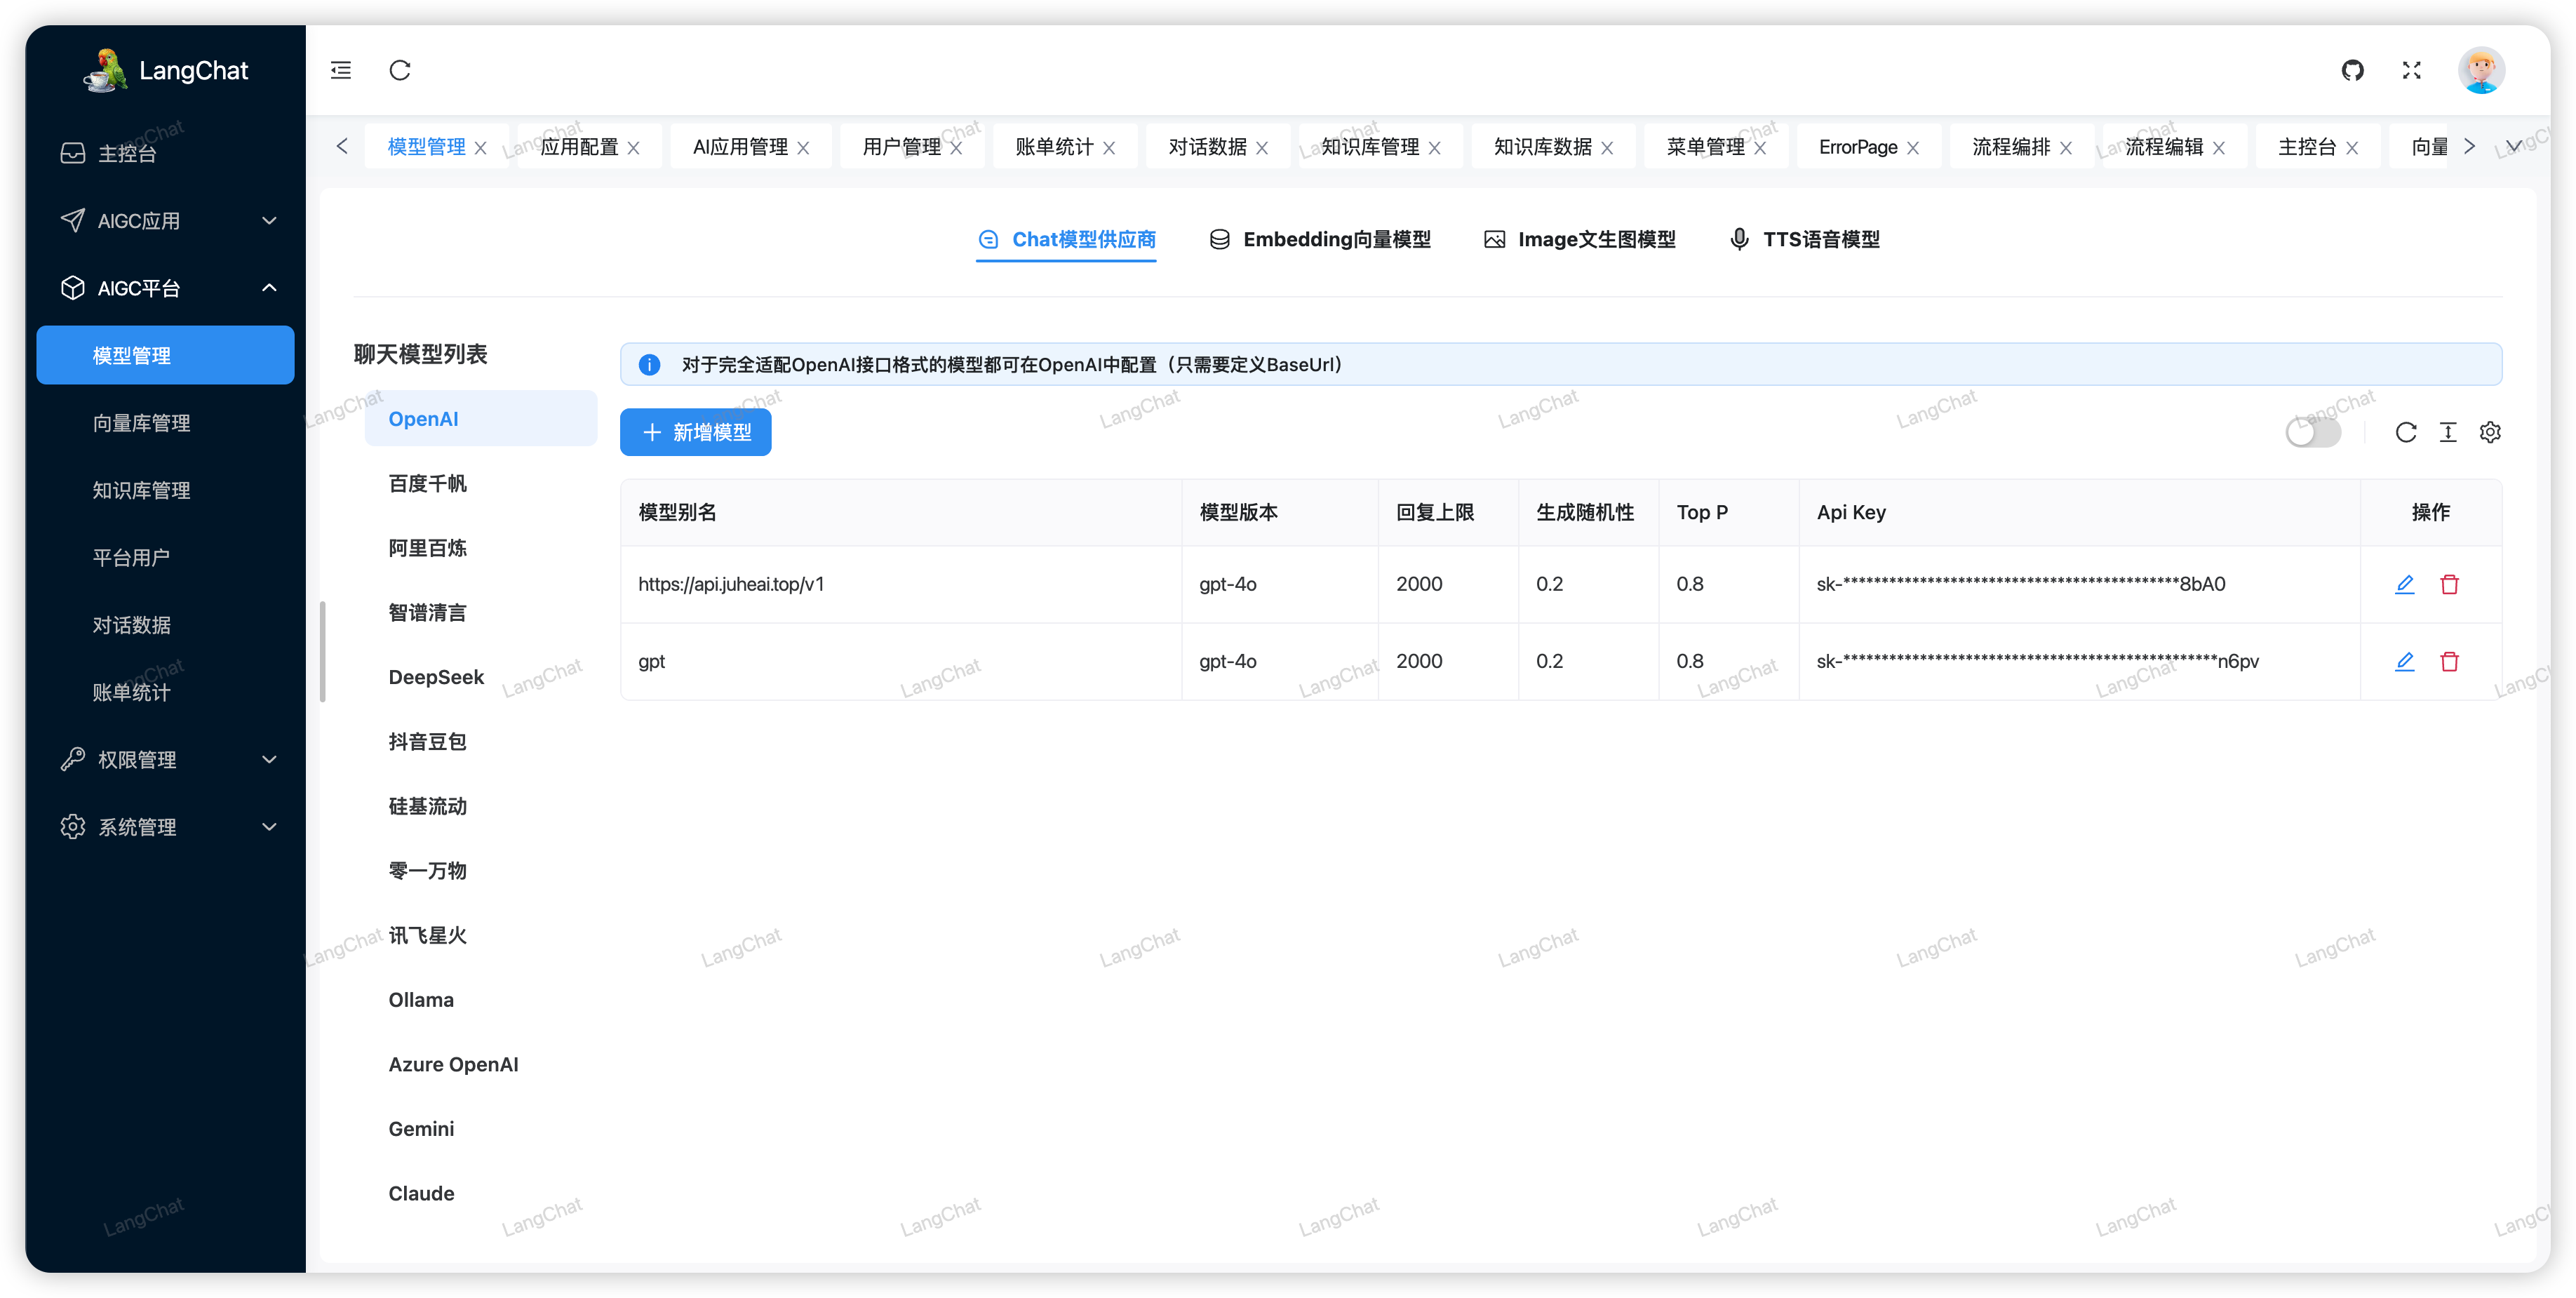 LangChat
主控台
AIGC应用
AIGC平台
模型管理
向量库管理
知识库管理
平台用户
对话数据
账单统计
权限管理
系统管理
模型管理 应用配置 AI应用管理 用户管理 账单统计 对话数据 知识库管理 知识库数据 菜单管理 ErrorPage 流程编排 流程编辑 主控台 向量
Chat模型供应商 Embedding向量模型 Image文生图模型 TTS语音模型
聊天模型列表
OpenAI
百度千帆
阿里百炼
智谱清言
DeepSeek
抖音豆包
硅基流动
零一万物
讯飞星火
Ollama
Azure OpenAI
Gemini
Claude
对于完全适配OpenAI接口格式的模型都可在OpenAI中配置（只需要定义BaseUrl）
新增模型
模型别名 模型版本 回复上限 生成随机性 Top P Api Key 操作
https://api.juheai.top/v1 gpt-4o 2000 0.2 0.8 sk-********************************************8bA0
gpt gpt-4o 2000 0.2 0.8 sk-*************************************************n6pv
LangChat